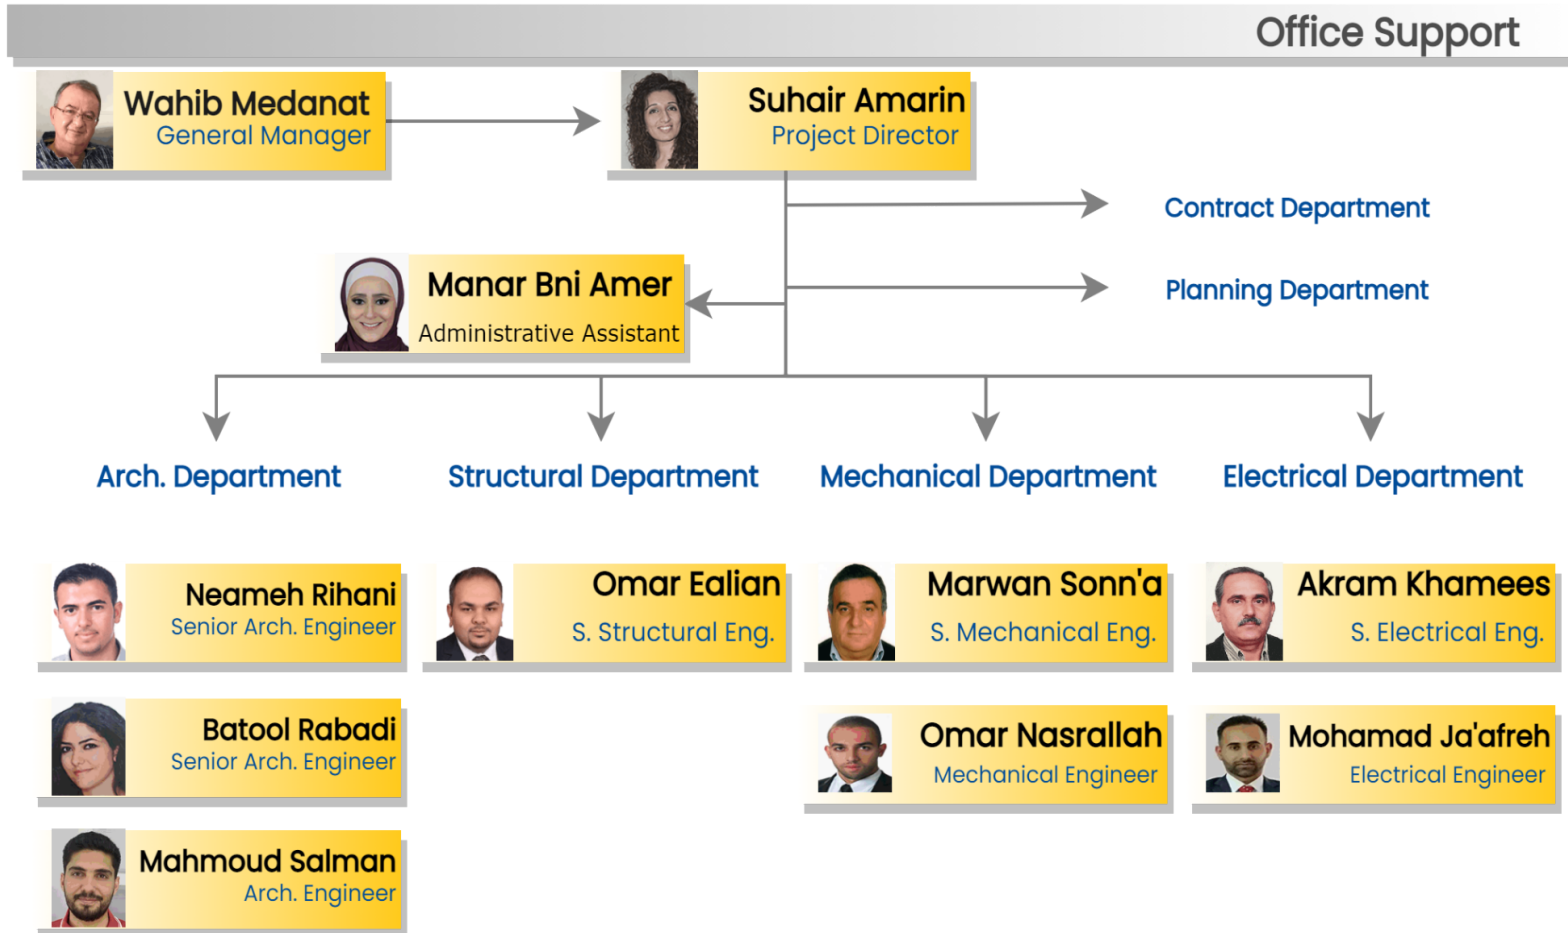 Office Support
Wahib Medanat
General Manager
Suhair Amarin
Project Director
Contract Department
Planning Department
Manar Bni Amer
Administrative Assistant
Arch. Department
Structural Department
Mechanical Department
Electrical Department
Neameh Rihani
Senior Arch. Engineer
Batool Rabadi
Senior Arch. Engineer
Mahmoud Salman
Arch. Engineer
Omar Ealian
S. Structural Eng.
Marwan Sonn'a
S. Mechanical Eng.
Omar Nasrallah
Mechanical Engineer
Akram Khamees
S. Electrical Eng.
Mohamad Ja'afreh
Electrical Engineer